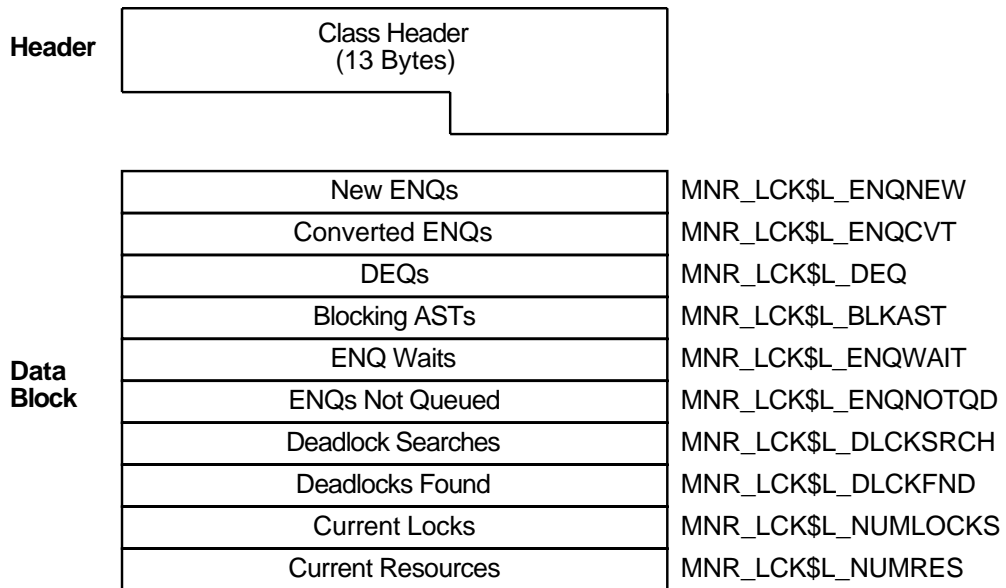 Header
Class Header
(13 Bytes)
New ENQs MNR_LCK$L_ENQNEW
Converted ENQs MNR_LCK$L_ENQCVT
DEQs MNR_LCK$L_DEQ
Blocking ASTs MNR_LCK$L_BLKAST
ENQ Waits MNR_LCK$L_ENQWAIT
Data
Block
ENQs Not Queued MNR_LCK$L_ENQNOTQD
Deadlock Searches MNR_LCK$L_DLCKSRCH
Deadlocks Found MNR_LCK$L_DLCKFND
Current Locks MNR_LCK$L_NUMLOCKS
Current Resources MNR_LCK$L_NUMRES